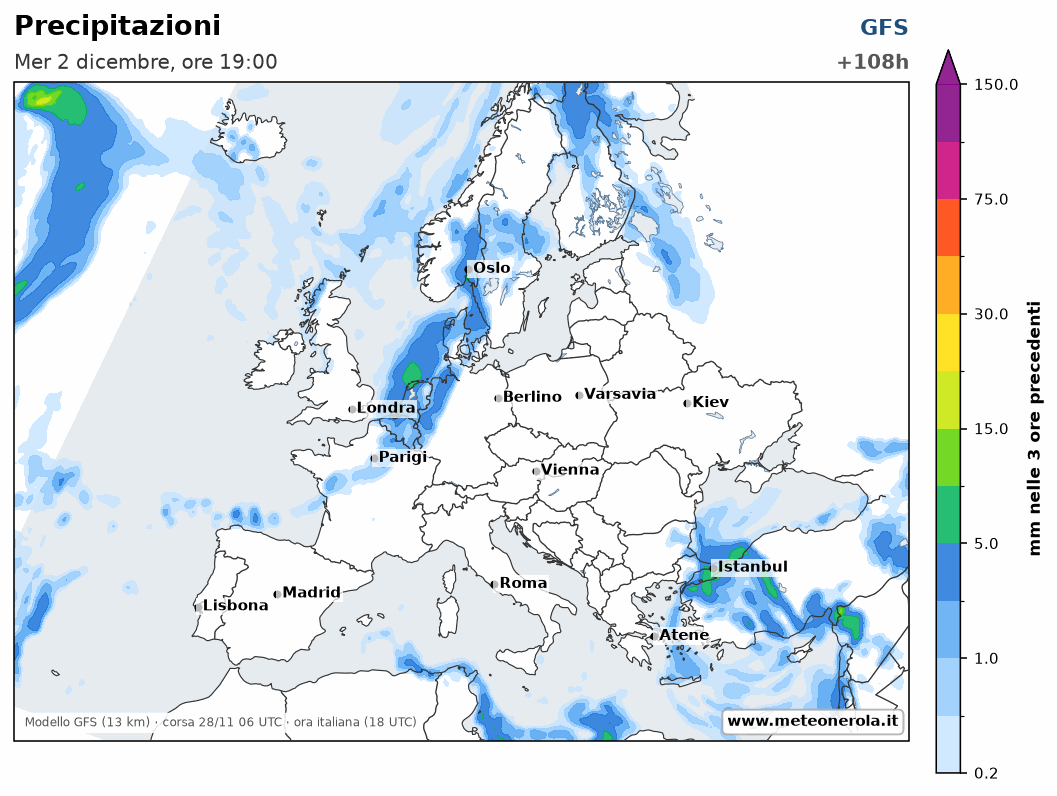 Precipitazioni
GFS
Mer 2 dicembre, ore 19:00
+108h
150.0
75.0
30.0
15.0
5.0
1.0
0.2
mm nelle 3 ore precedenti
Oslo
Londra
Berlino
Varsavia
Kiev
Parigi
Vienna
Istanbul
Roma
Madrid
Lisbona
Atene
Modello GFS (13 km) · corsa 28/11 06 UTC · ora italiana (18 UTC)
www.meteonerola.it